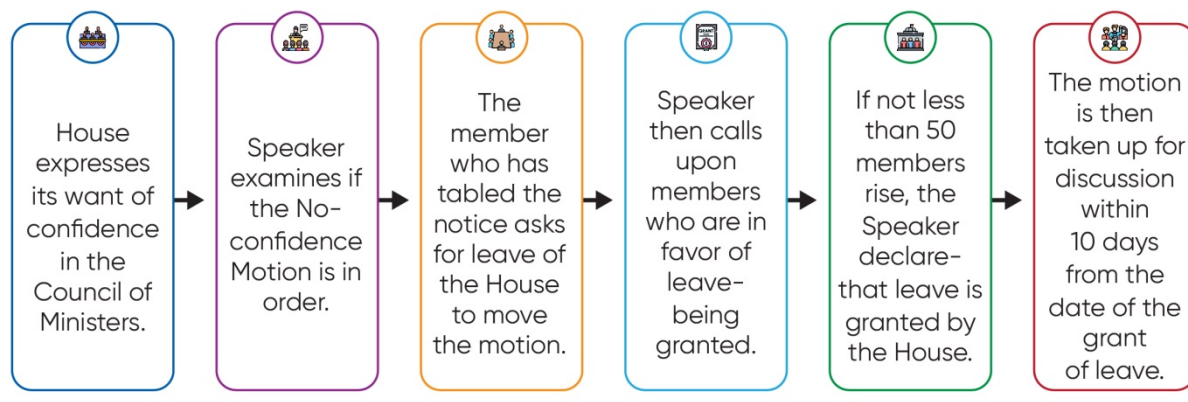 House
expresses
its want of
confidence
in the
Council of
Ministers.
Speaker
examines if
the No-
confidence
Motion is in
order.
The
member
who has
tabled the
notice asks
for leave of
the House
to move
the motion.
GRANT
Speaker
then calls
upon
members
who are in
favor of
leave-
being
granted.
If not less
than 50
members
rise, the
Speaker
declare-
that leave is
granted by
the House.
The motion
is then
taken up for
discussion
within
10 days
from the
date of the
grant
of leave.